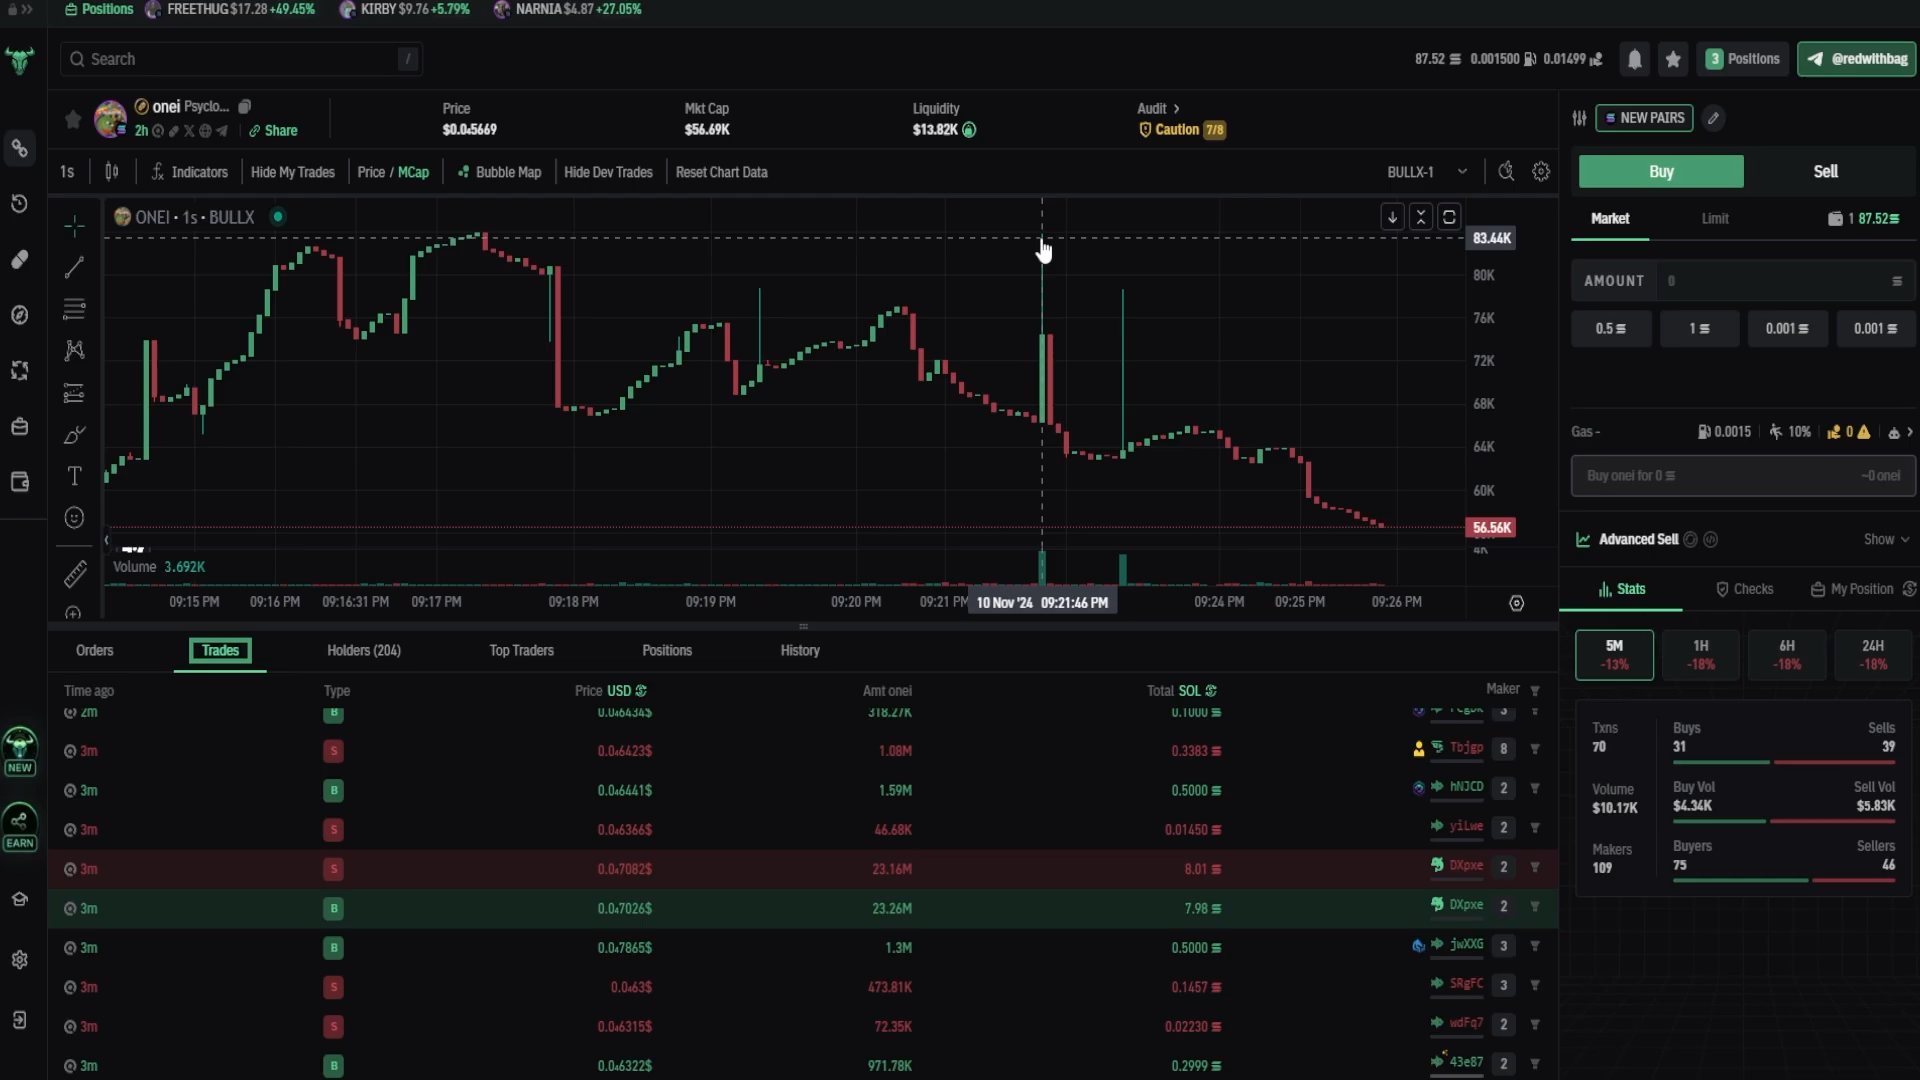 Positions FREETHUG $17.28 +49.45% KIRBY $9.76 +5.79% NARNIA $4.87 +27.05%
Search /
87.52 0.001500 0.01499 3 Positions @redwithbag
onei Psyclo...
2h Share
Price
$0.0₄5669
Mkt Cap
$56.69K
Liquidity
$13.82K
Audit >
Caution 7/8
NEW PAIRS
1s Indicators Hide My Trades Price / MCap Bubble Map Hide Dev Trades Reset Chart Data BULLX-1
Buy Sell
ONEI · 1s · BULLX
Market Limit 1 87.52
83.44K
80K
76K
72K
68K
64K
60K
56.56K
4K
AMOUNT 0
0.5 1 0.001 0.001
Gas - 0.0015 10% 0
Buy onei for 0 ~0 onei
Advanced Sell Show
Volume 3.692K
09:15 PM 09:16 PM 09:16:31 PM 09:17 PM 09:18 PM 09:19 PM 09:20 PM 09:21 PM 10 Nov '24 09:21:46 PM 09:24 PM 09:25 PM 09:26 PM
Stats Checks My Position
Orders Trades Holders (204) Top Traders Positions History
5M 1H 6H 24H
-13% -18% -18% -18%
Time ago Type Price USD Amt onei Total SOL Maker
2m B 0.0₄6434$ 318.27K 0.1000 3
3m S 0.0₄6423$ 1.08M 0.3383 Tbjgp 8
3m B 0.0₄6441$ 1.59M 0.5000 hNJCD 2
3m S 0.0₄6366$ 46.68K 0.01450 yiLwe 2
3m S 0.0₄7082$ 23.16M 8.01 DXpxe 2
3m B 0.0₄7026$ 23.26M 7.98 DXpxe 2
3m B 0.0₄7865$ 1.3M 0.5000 jwXXG 3
3m S 0.0₄63$ 473.81K 0.1457 SRgFC 3
3m S 0.0₄6315$ 72.35K 0.02230 wdFq7 2
3m B 0.0₄6322$ 971.78K 0.2999 43e87 2
Txns Buys Sells
70 31 39
Volume Buy Vol Sell Vol
$10.17K $4.34K $5.83K
Makers Buyers Sellers
109 75 46
NEW
EARN